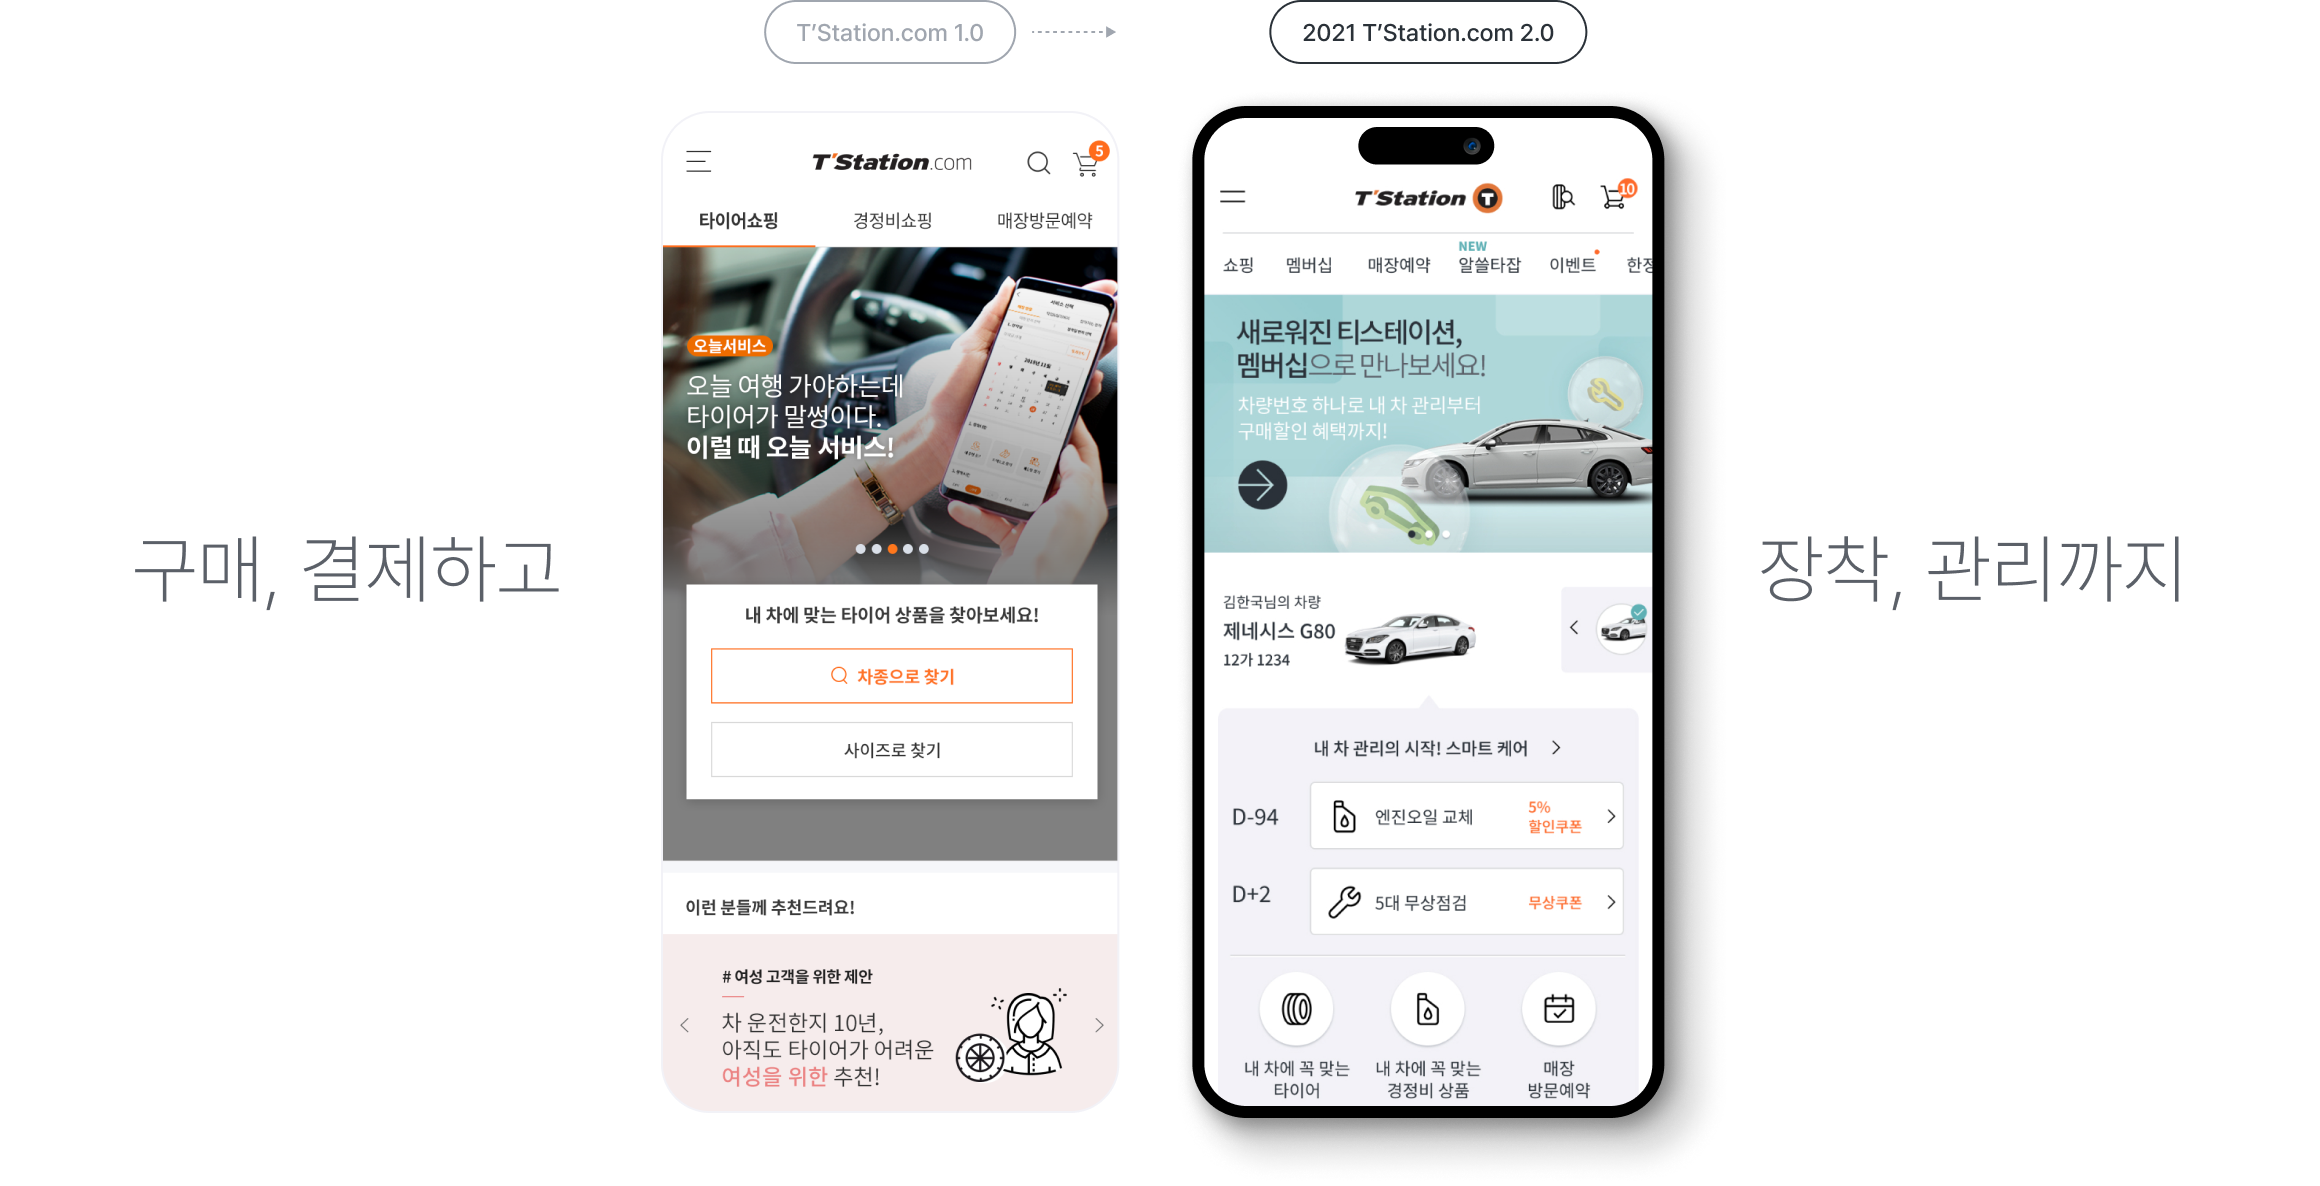 T'Station.com 1.0
2021 T'Station.com 2.0
구매, 결제하고
T'Station.com
5
타이어쇼핑
경정비쇼핑
매장방문예약
오늘서비스
오늘 여행 가야하는데
타이어가 말썽이다.
이럴 때 오늘 서비스!
서비스 선택
내 차에 맞는 타이어 상품을 찾아보세요!
차종으로 찾기
사이즈로 찾기
이런 분들께 추천드려요!
# 여성 고객을 위한 제안
차 운전한지 10년,
아직도 타이어가 어려운
여성을 위한 추천!
T'Station T
10
쇼핑
멤버십
매장예약
NEW
알쓸타잡
이벤트
한정
새로워진 티스테이션,
멤버십으로 만나보세요!
차량번호 하나로 내 차 관리부터
구매할인 혜택까지!
김한국님의 차량
제네시스 G80
12가 1234
내 차 관리의 시작! 스마트 케어
D-94
엔진오일 교체
5%
할인쿠폰
D+2
5대 무상점검
무상쿠폰
내 차에 꼭 맞는
타이어
내 차에 꼭 맞는
경정비 상품
매장
방문예약
장착, 관리까지